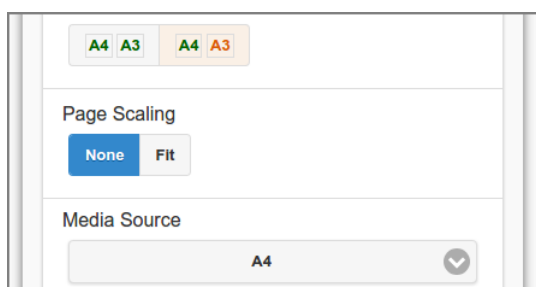 A4 A3 A4 A3
Page Scaling
None Fit
Media Source
A4